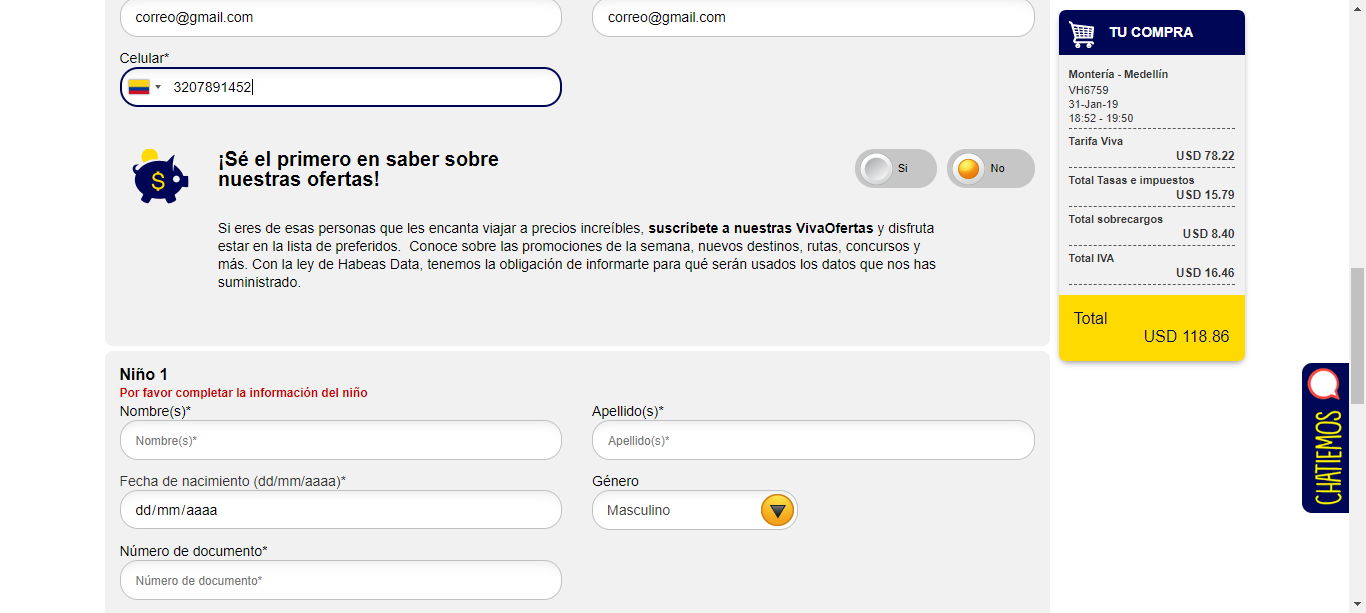 correo@gmail.com
correo@gmail.com
Celular*
3207891452
¡Sé el primero en saber sobre
nuestras ofertas!
Si
No
Si eres de esas personas que les encanta viajar a precios increíbles, suscríbete a nuestras VivaOfertas y disfruta
estar en la lista de preferidos. Conoce sobre las promociones de la semana, nuevos destinos, rutas, concursos y
más. Con la ley de Habeas Data, tenemos la obligación de informarte para qué serán usados los datos que nos has
suministrado.
Niño 1
Por favor completar la información del niño
Nombre(s)*
Apellido(s)*
Nombre(s)*
Apellido(s)*
Fecha de nacimiento (dd/mm/aaaa)*
Género
dd/mm/aaaa
Masculino
Número de documento*
Número de documento*
TU COMPRA
Montería - Medellín
VH6759
31-Jan-19
18:52 - 19:50
Tarifa Viva
USD 78.22
Total Tasas e impuestos
USD 15.79
Total sobrecargos
USD 8.40
Total IVA
USD 16.46
Total
USD 118.86
CHATIEMOS